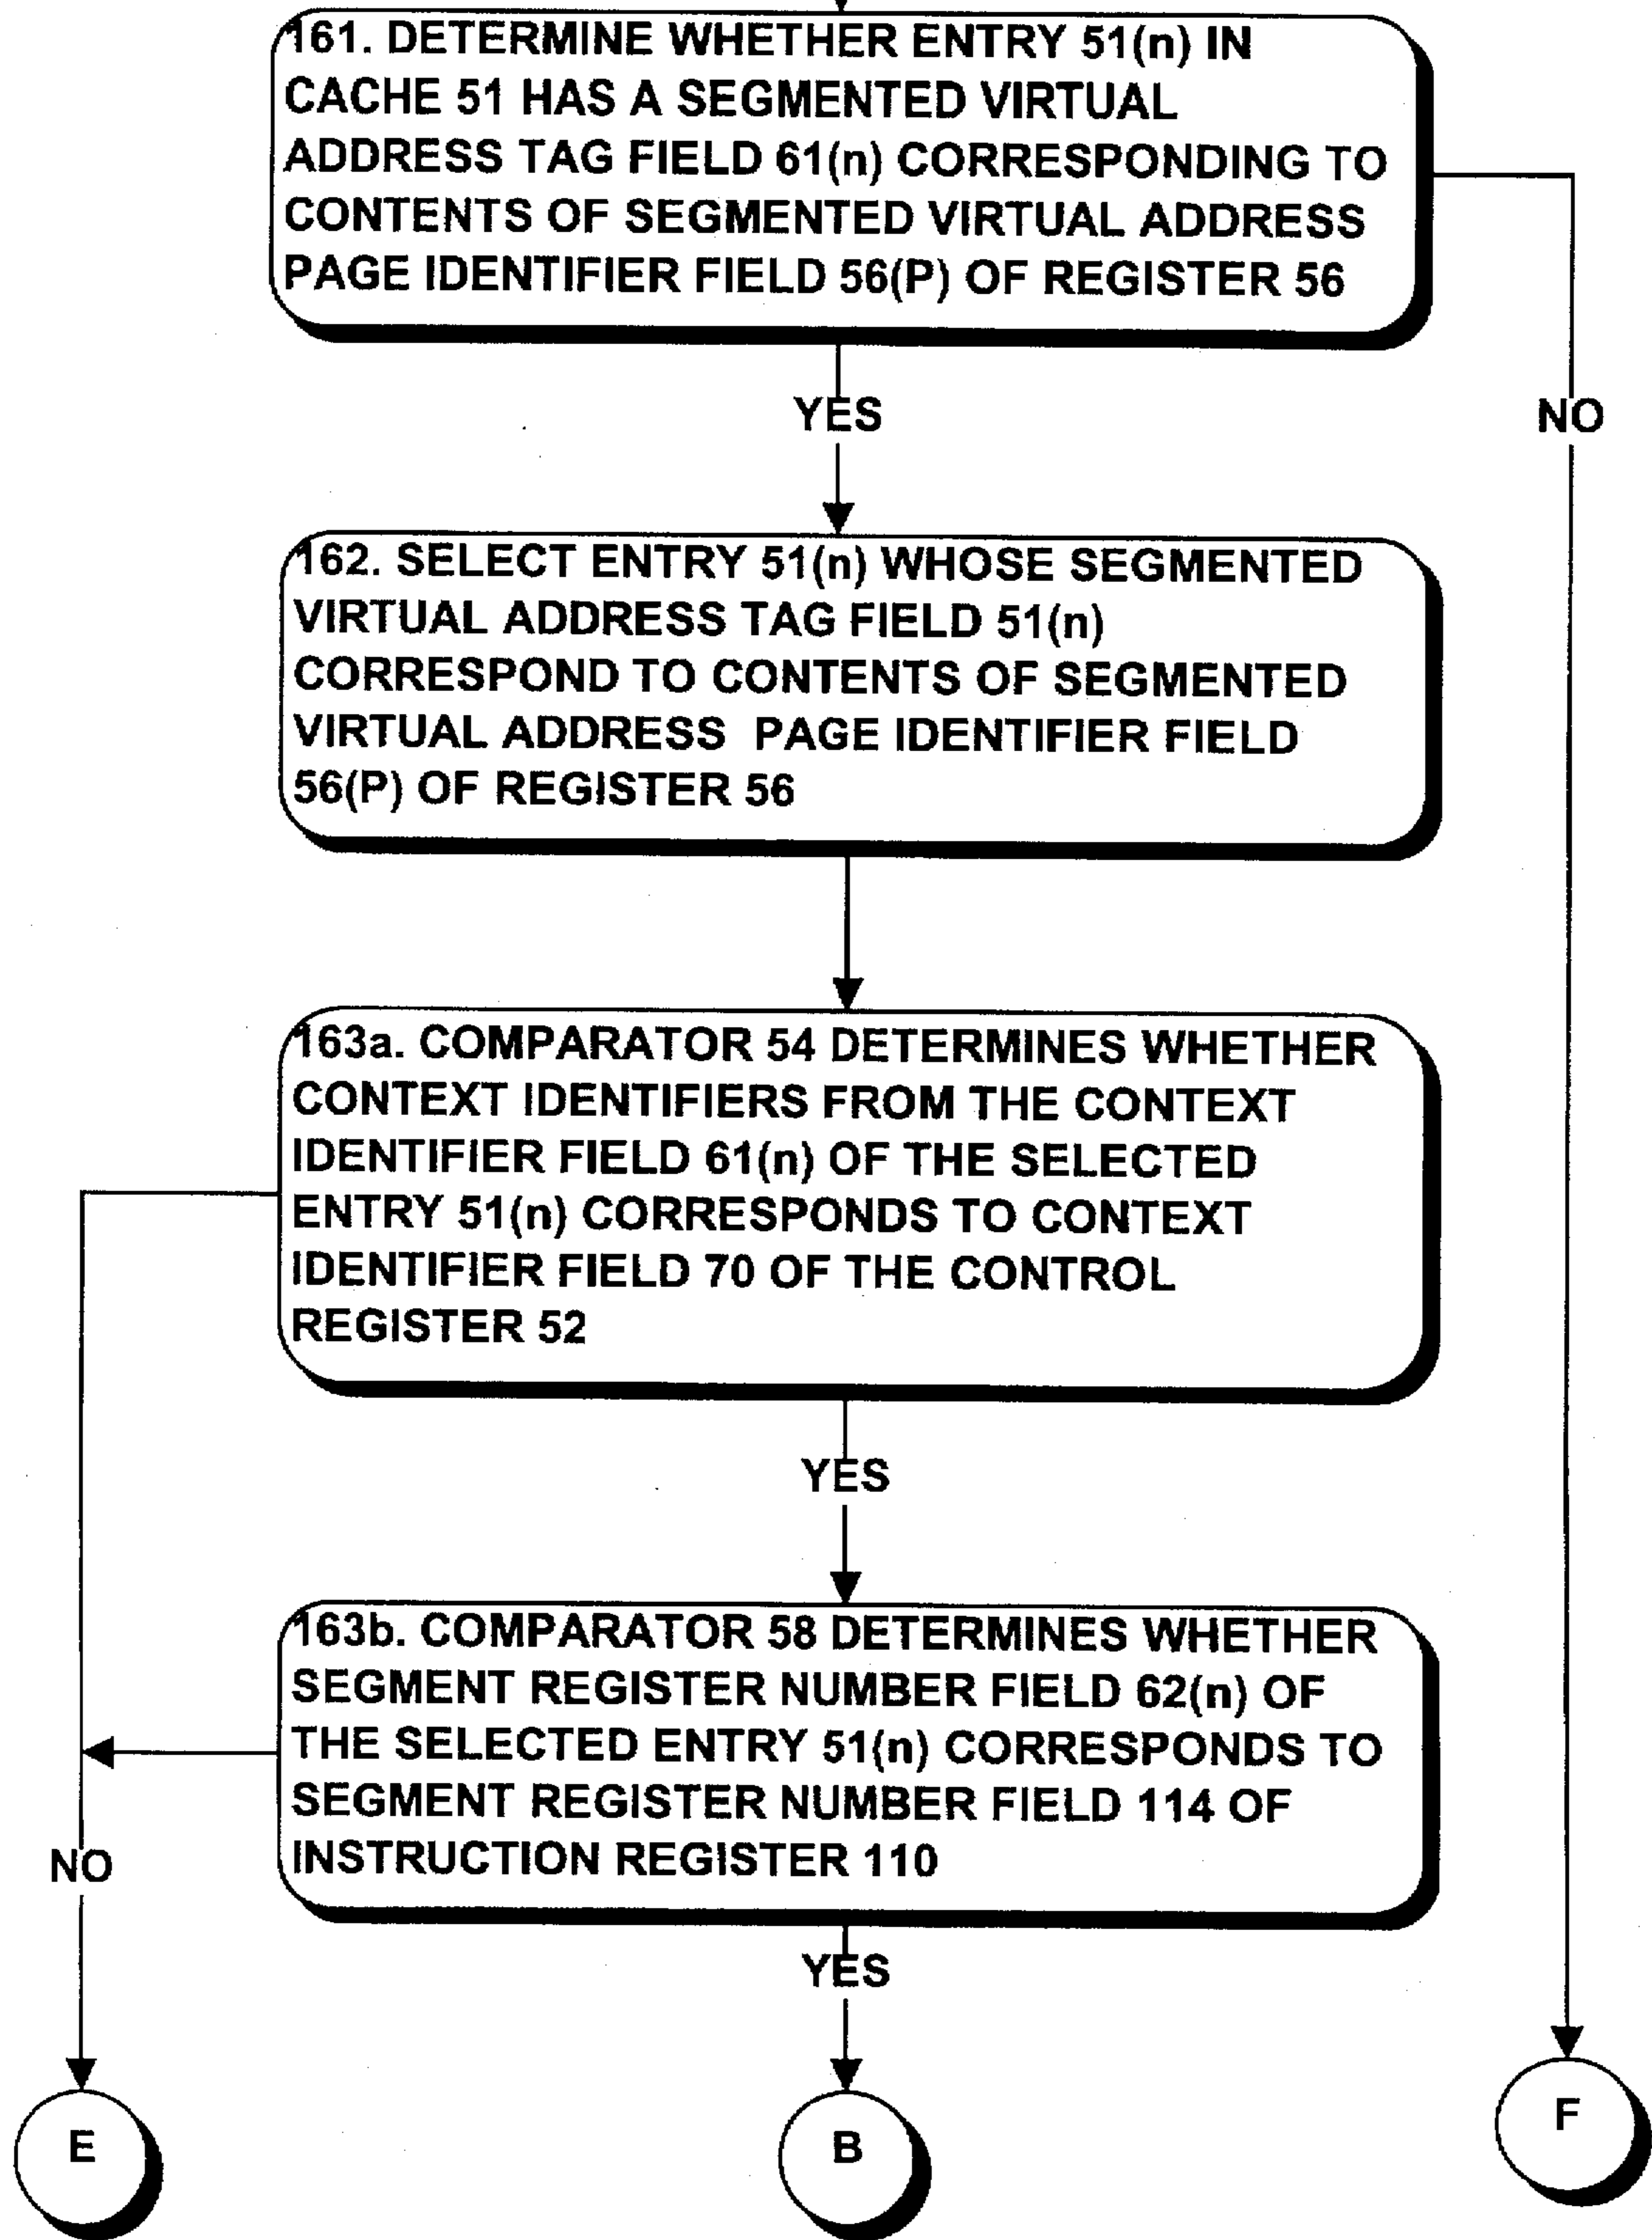 161. DETERMINE WHETHER ENTRY 51(n) IN
CACHE 51 HAS A SEGMENTED VIRTUAL
ADDRESS TAG FIELD 61(n) CORRESPONDING TO
CONTENTS OF SEGMENTED VIRTUAL ADDRESS
PAGE IDENTIFIER FIELD 56(P) OF REGISTER 56
YES
NO
162. SELECT ENTRY 51(n) WHOSE SEGMENTED
VIRTUAL ADDRESS TAG FIELD 51(n)
CORRESPOND TO CONTENTS OF SEGMENTED
VIRTUAL ADDRESS PAGE IDENTIFIER FIELD
56(P) OF REGISTER 56
163a. COMPARATOR 54 DETERMINES WHETHER
CONTEXT IDENTIFIERS FROM THE CONTEXT
IDENTIFIER FIELD 61(n) OF THE SELECTED
ENTRY 51(n) CORRESPONDS TO CONTEXT
IDENTIFIER FIELD 70 OF THE CONTROL
REGISTER 52
YES
163b. COMPARATOR 58 DETERMINES WHETHER
SEGMENT REGISTER NUMBER FIELD 62(n) OF
THE SELECTED ENTRY 51(n) CORRESPONDS TO
SEGMENT REGISTER NUMBER FIELD 114 OF
INSTRUCTION REGISTER 110
NO
YES
E
B
F